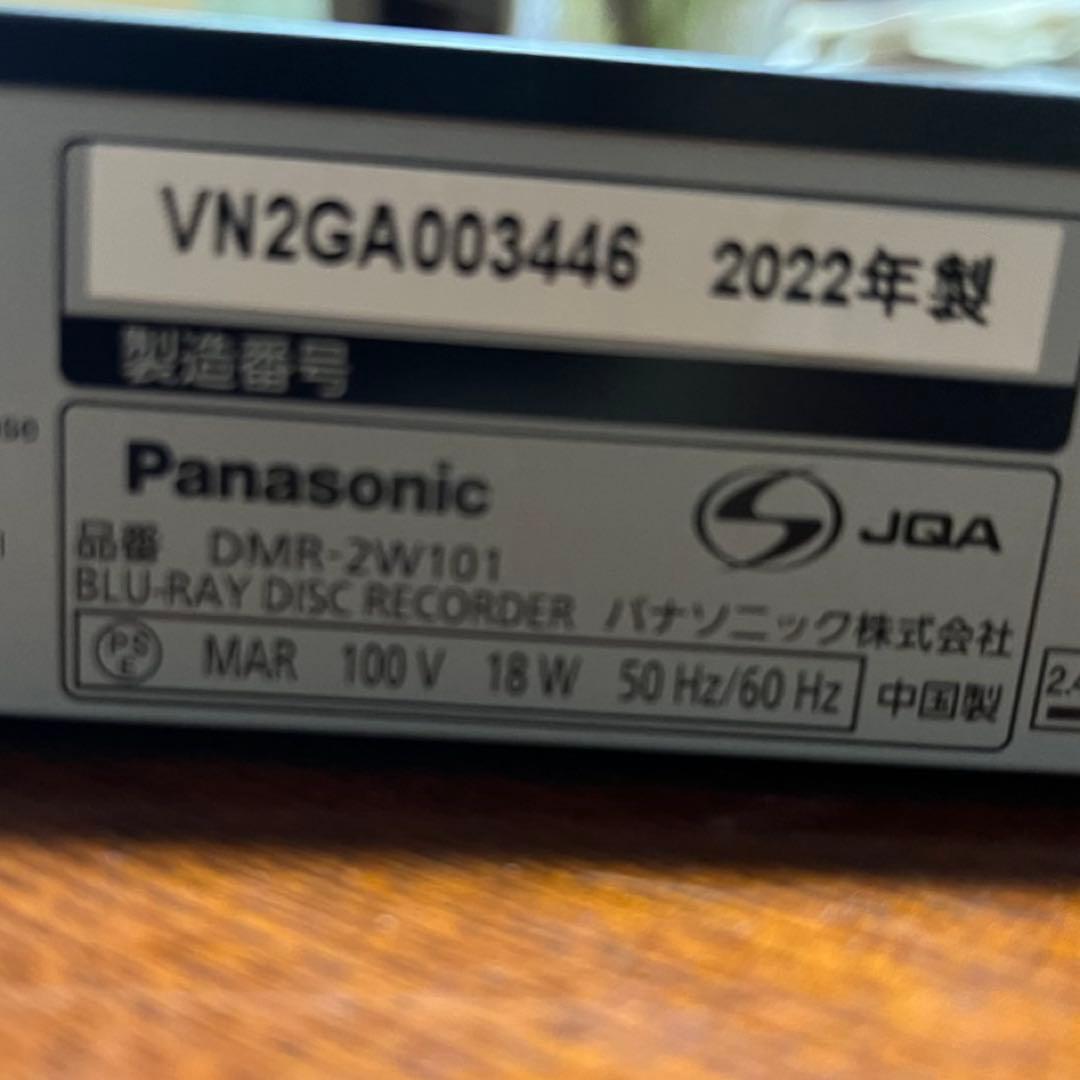 VN2GA003446 2022年製
製造番号
Panasonic
JQA
品番 DMR-2W101
BLU-RAY DISC RECORDER パナソニック株式会社
PS E MAR 100 V 18 W 50 Hz/60 Hz 中国製
2.4